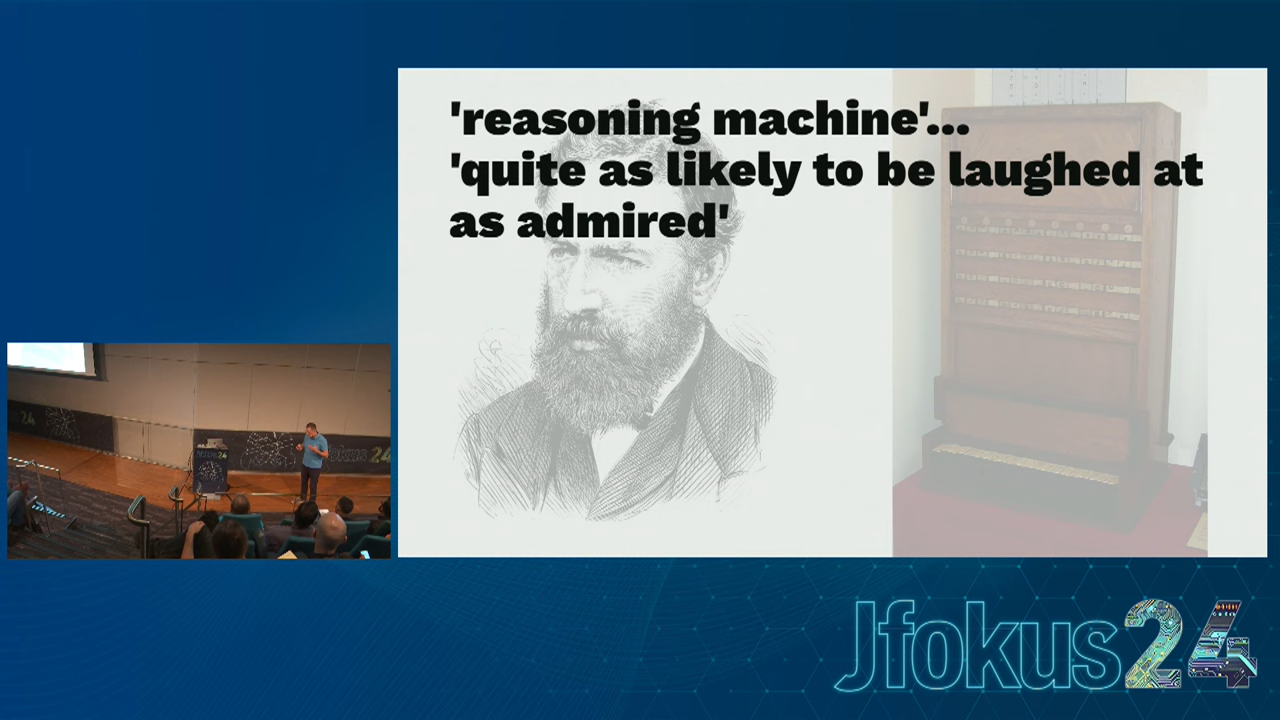 'reasoning machine'...
'quite as likely to be laughed at
as admired'
Jfokus24